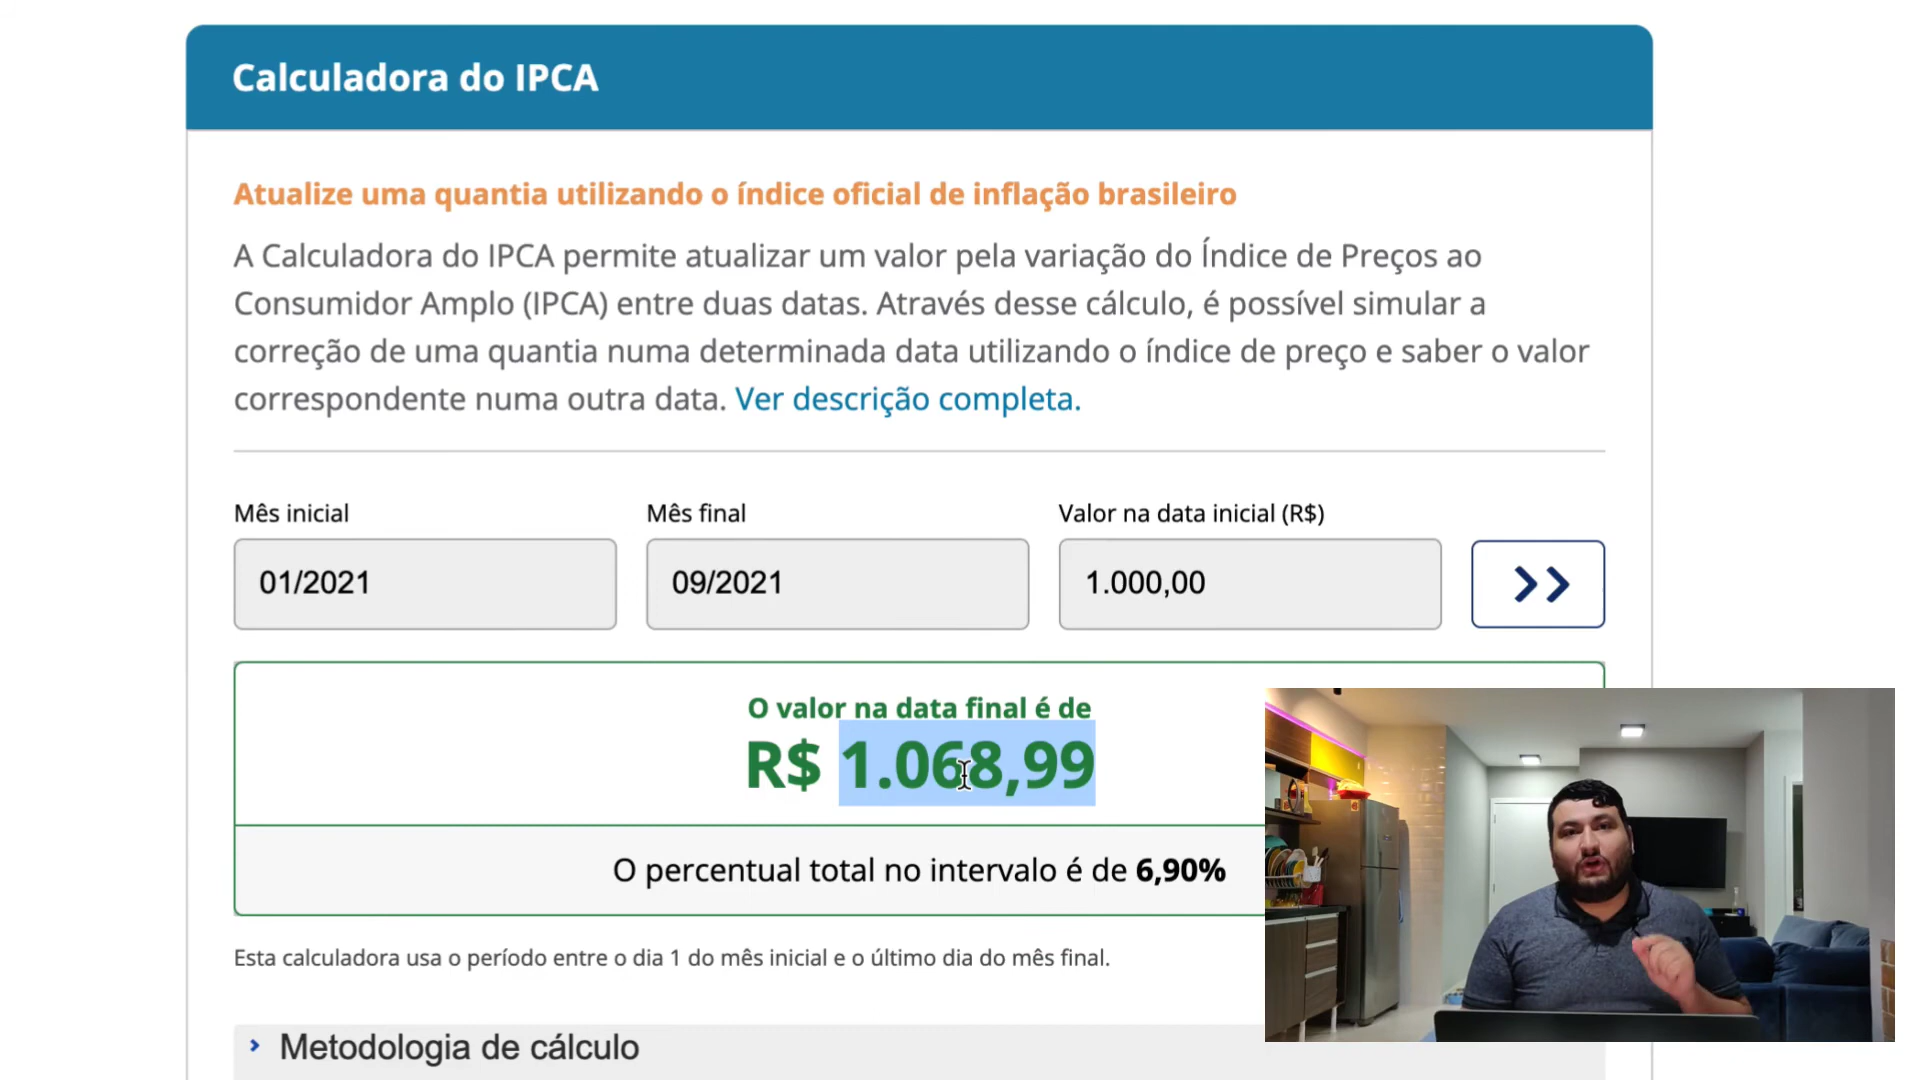 Calculadora do IPCA
Atualize uma quantia utilizando o índice oficial de inflação brasileiro
A Calculadora do IPCA permite atualizar um valor pela variação do Índice de Preços ao
Consumidor Amplo (IPCA) entre duas datas. Através desse cálculo, é possível simular a
correção de uma quantia numa determinada data utilizando o índice de preço e saber o valor
correspondente numa outra data. Ver descrição completa.
Mês inicial
Mês final
Valor na data inicial (R$)
01/2021
09/2021
1.000,00
O valor na data final é de
R$ 1.068,99
O percentual total no intervalo é de 6,90%
Esta calculadora usa o período entre o dia 1 do mês inicial e o último dia do mês final.
Metodologia de cálculo